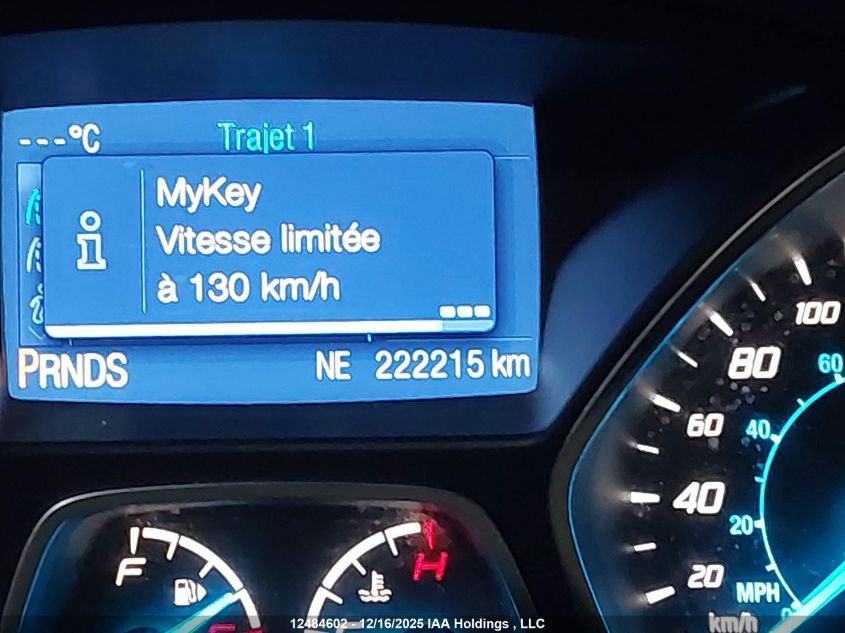 ---°C Trajet 1
MyKey
Vitesse limitée
à 130 km/h
PRNDS NE 222215 km
100
80
60
60
40
40
20
20
MPH
0
km/h
F
H
12484602 - 12/16/2025 IAA Holdings , LLC